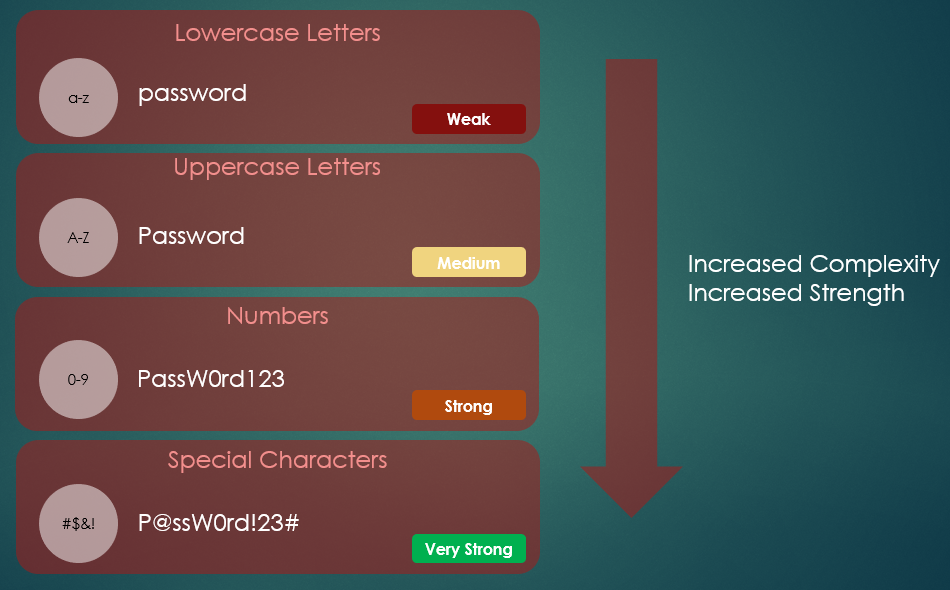 Lowercase Letters
a-z
password
Weak
Uppercase Letters
A-Z
Password
Medium
Numbers
0-9
PassW0rd123
Strong
Special Characters
#$&!
P@ssW0rd!23#
Very Strong
Increased Complexity
Increased Strength